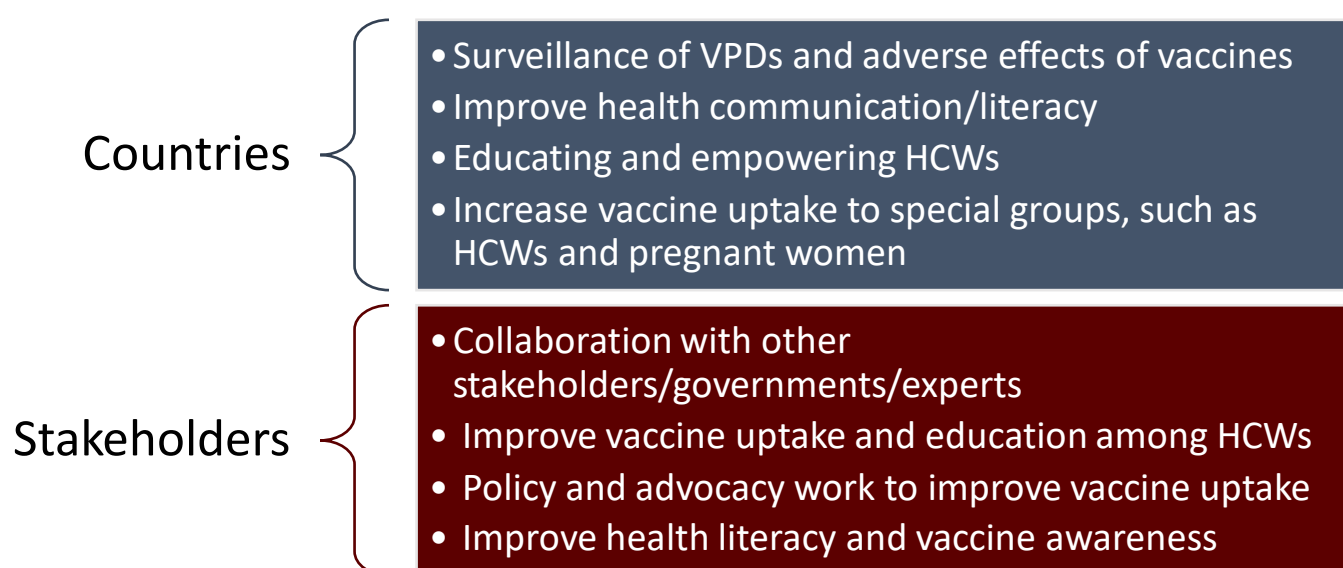 Countries
• Surveillance of VPDs and adverse effects of vaccines
• Improve health communication/literacy
• Educating and empowering HCWs
• Increase vaccine uptake to special groups, such as
HCWs and pregnant women
Stakeholders
• Collaboration with other
stakeholders/governments/experts
• Improve vaccine uptake and education among HCWs
• Policy and advocacy work to improve vaccine uptake
• Improve health literacy and vaccine awareness